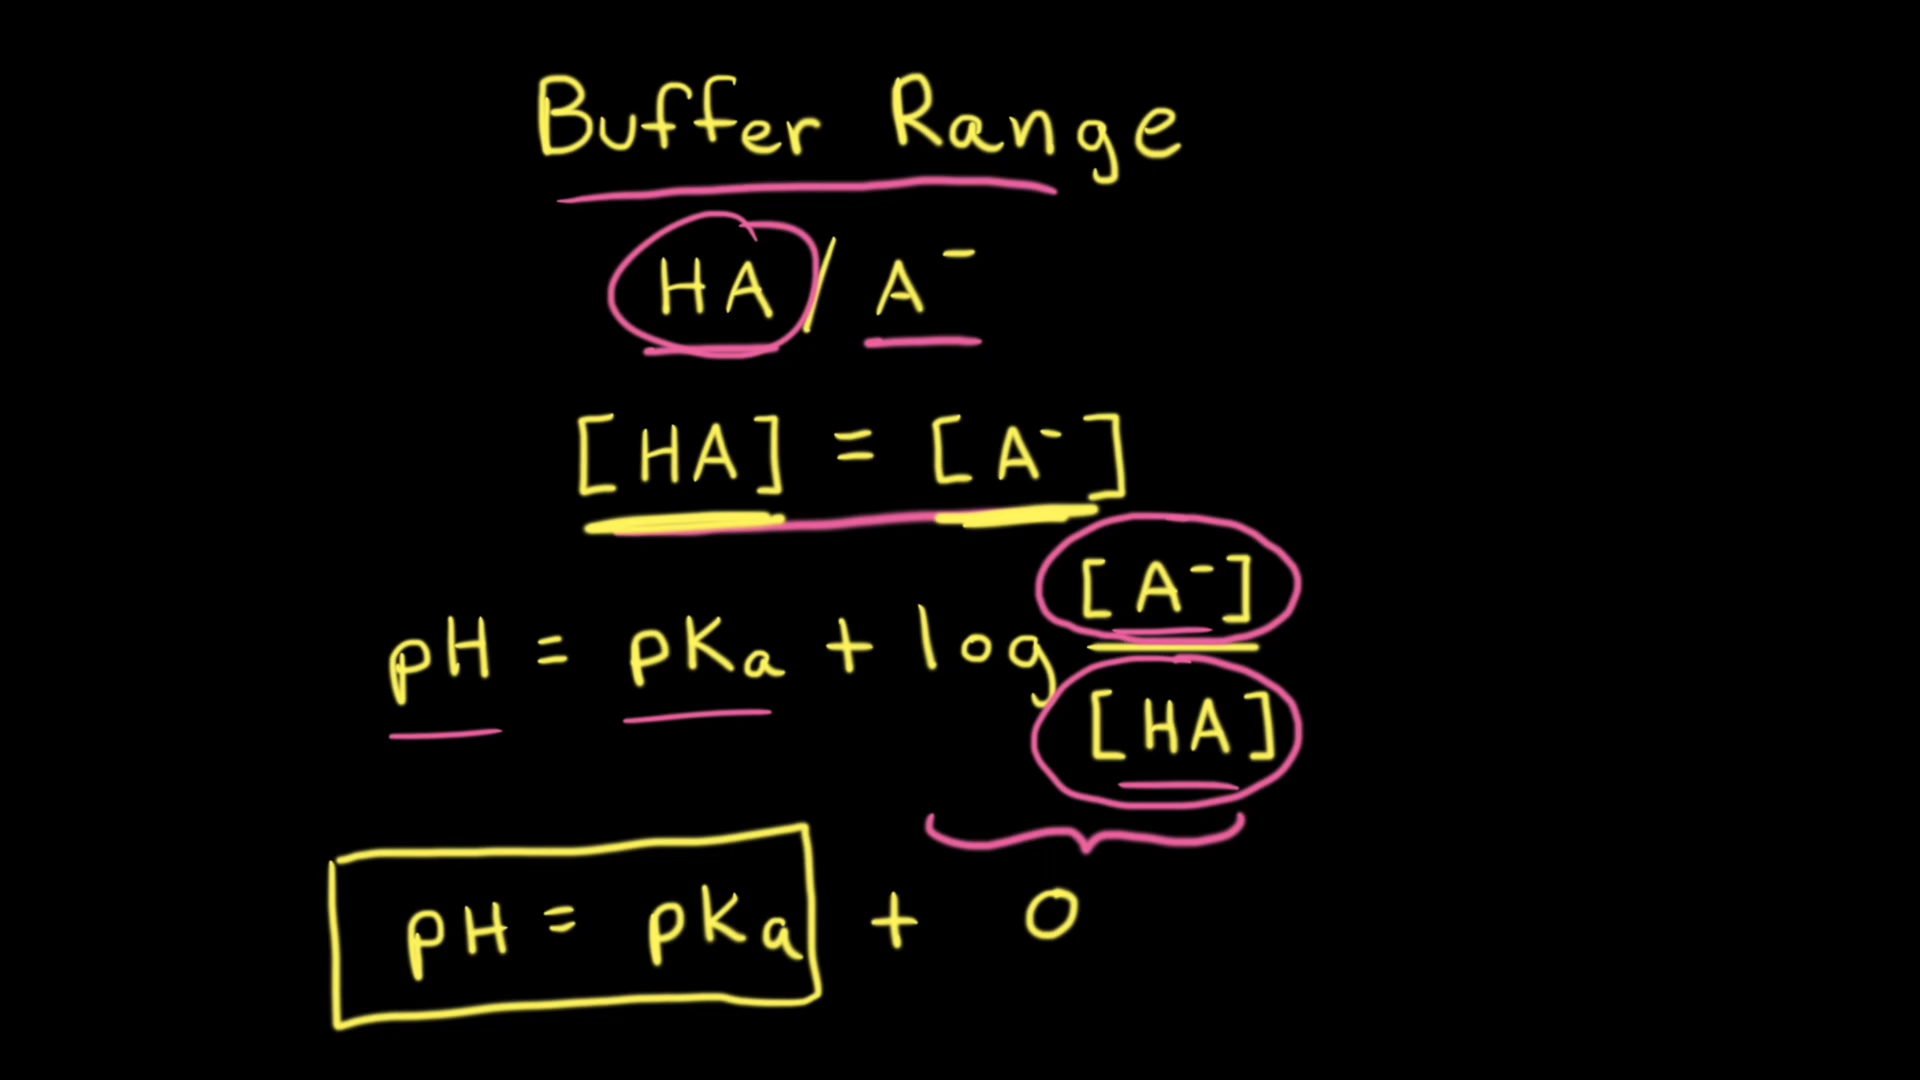 Buffer Range
HA / A⁻
[HA] = [A⁻]
pH = pKₐ + log [A⁻]/[HA]
pH = pKₐ + 0